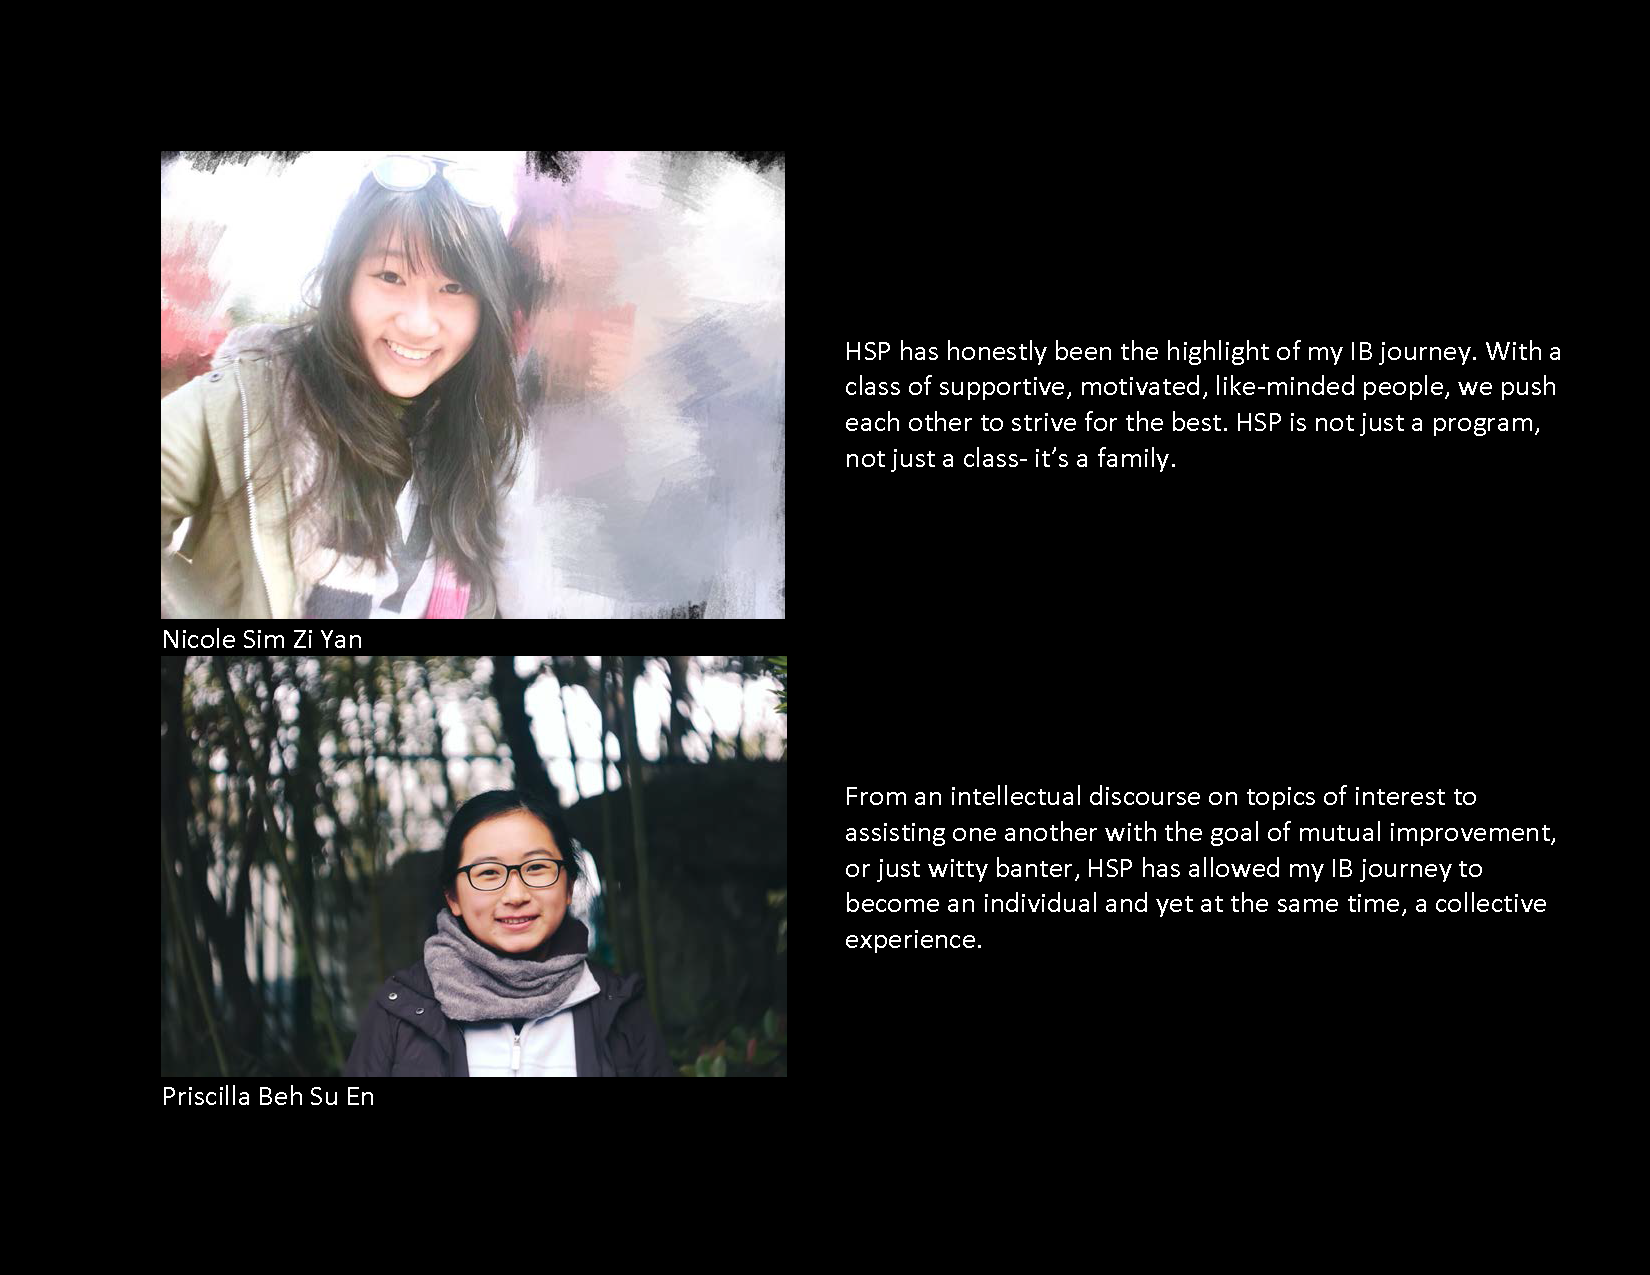 HSP has honestly been the highlight of my IB journey. With a
class of supportive, motivated, like-minded people, we push
each other to strive for the best. HSP is not just a program,
not just a class- it’s a family.
Nicole Sim Zi Yan
From an intellectual discourse on topics of interest to
assisting one another with the goal of mutual improvement,
or just witty banter, HSP has allowed my IB journey to
become an individual and yet at the same time, a collective
experience.
Priscilla Beh Su En